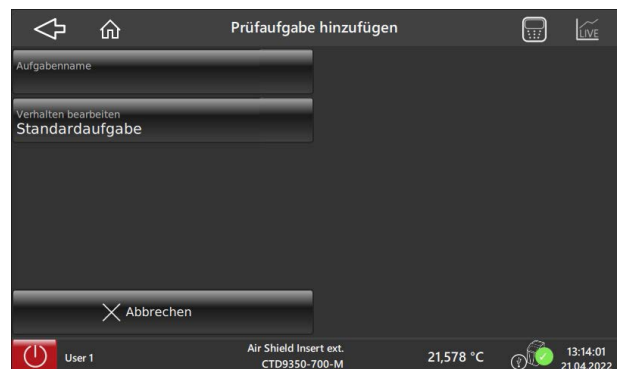 Prüfaufgabe hinzufügen
LIVE
Aufgabenname
Verhalten bearbeiten
Standardaufgabe
Abbrechen
User 1
Air Shield Insert ext.
CTD9350-700-M
21,578 °C
13:14:01
21.04.2022